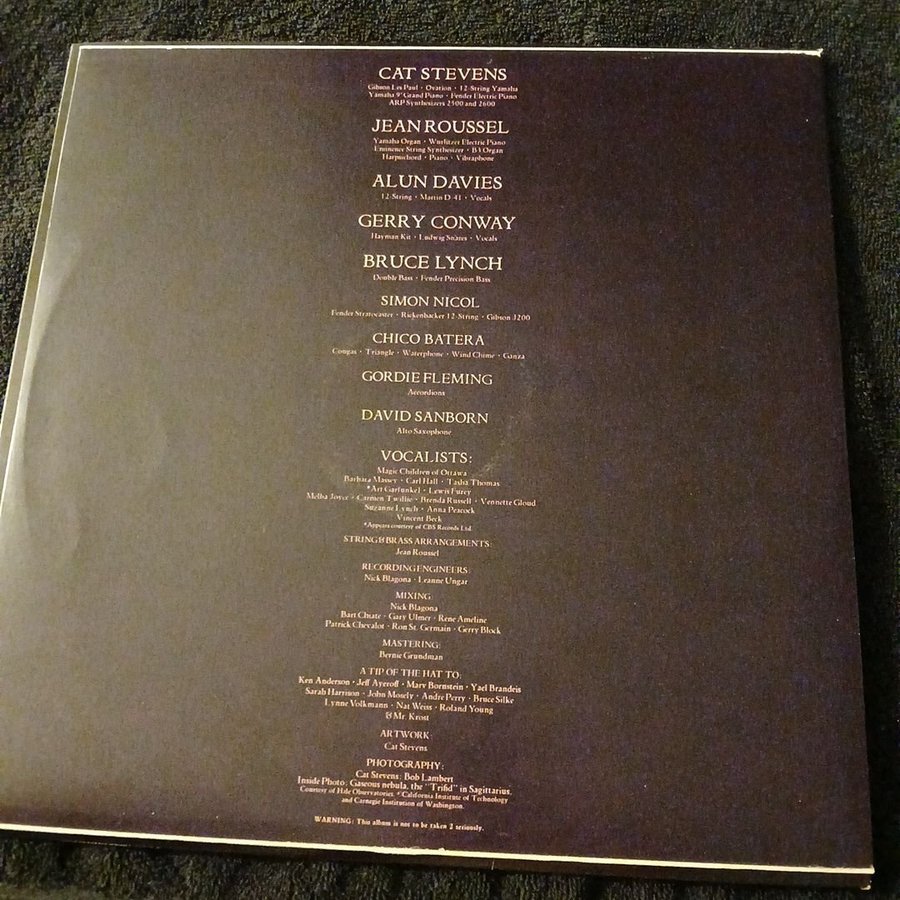 CAT STEVENS
Gibson Les Paul • Ovation • 12-String Yamaha
Yamaha 9' Grand Piano • Fender Electric Piano
ARP Synthesizers 2500 and 2600
JEAN ROUSSEL
Yamaha Organ • Wurlitzer Electric Piano
Eminence String Synthesizer • B3 Organ
Harpsichord • Piano • Vibraphone
ALUN DAVIES
12-String • Martin D-41 • Vocals
GERRY CONWAY
Hayman Kit • Ludwig Snares • Vocals
BRUCE LYNCH
Double Bass • Fender Precision Bass
SIMON NICOL
Fender Stratocaster • Rickenbacker 12-String • Gibson J200
CHICO BATERA
Congas • Triangle • Waterphone • Wind Chime • Ganza
GORDIE FLEMING
Accordions
DAVID SANBORN
Alto Saxophone
VOCALISTS:
Magic Children of Ottawa
Barbara Massey • Carl Hall • Tasha Thomas
*Art Garfunkel • Lewis Furey
Melba Joyce • Carmen Twillie • Brenda Russell • Vennette Gloud
Suzanne Lynch • Anna Peacock
Vincent Beck
*Appears courtesy of CBS Records Ltd.
STRING & BRASS ARRANGEMENTS:
Jean Roussel
RECORDING ENGINEERS:
Nick Blagona • Leanne Ungar
MIXING:
Nick Blagona
Bart Chiate • Gary Ulmer • Rene Ameline
Patrick Chevalot • Ron St. Germain • Gerry Block
MASTERING:
Bernie Grundman
A TIP OF THE HAT TO:
Ken Anderson • Jeff Ayeroff • Marv Bornstein • Yael Brandeis
Sarah Harrison • John Mosely • Andre Perry • Bruce Silke
Lynne Volkmann • Nat Weiss • Roland Young
& Mr. Krost
ARTWORK:
Cat Stevens
PHOTOGRAPHY:
Cat Stevens: Bob Lambert
Inside Photo: Gaseous nebula, the "Trifid" in Sagittarius.
Courtesy of Hale Observatories. * California Institute of Technology
and Carnegie Institution of Washington.
WARNING: This album is not to be taken 2 seriously.